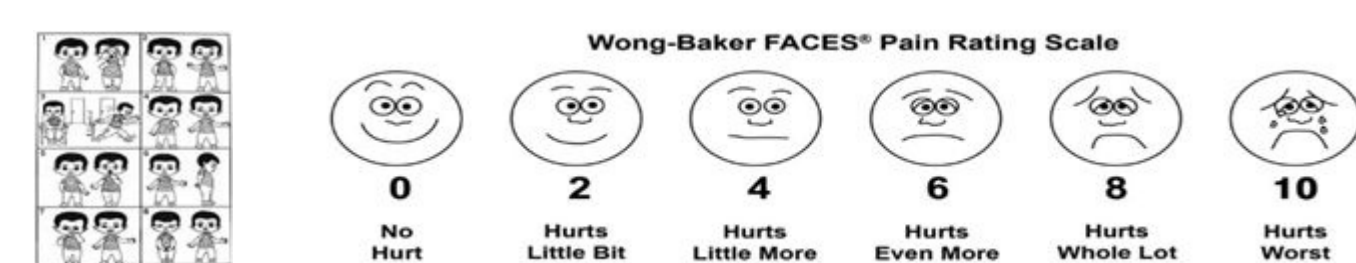 Wong-Baker FACES® Pain Rating Scale
0 2 4 6 8 10
No Hurts Hurts Hurts Hurts Hurts
Hurt Little Bit Little More Even More Whole Lot Worst